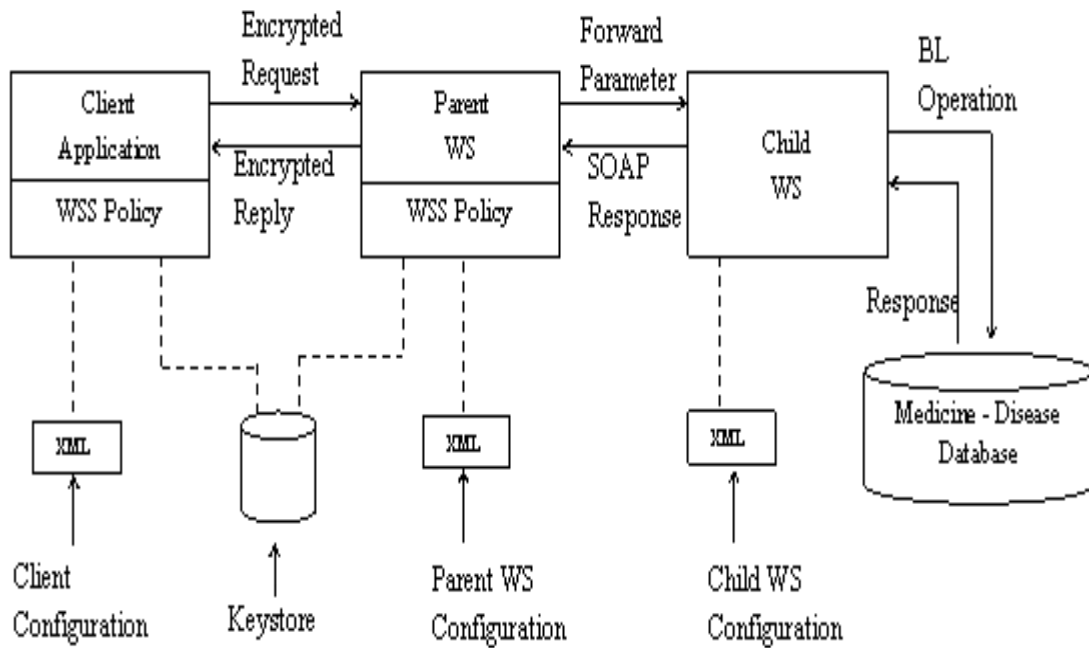 Encrypted
Request
Forward
Parameter
BL
Operation
Client
Application
WSS Policy
Parent
WS
WSS Policy
Child
WS
Encrypted
Reply
SOAP
Response
Response
Medicine - Disease
Database
XML
XML
XML
Client
Configuration
Keystore
Parent WS
Configuration
Child WS
Configuration